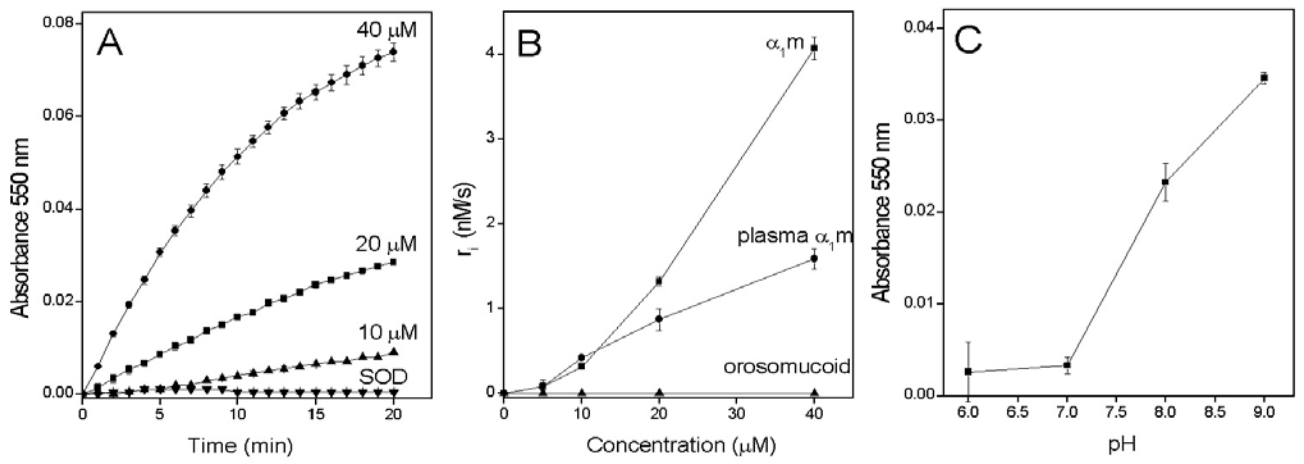 A
Absorbance 550 nm
0.08
0.06
0.04
0.02
0.00
40 μM
20 μM
10 μM
SOD
0 5 10 15 20
Time (min)
B
r_i (nM/s)
4
3
2
1
0
α₁m
plasma α₁m
orosomucoid
0 10 20 30 40
Concentration (μM)
C
Absorbance 550 nm
0.04
0.03
0.02
0.01
0.00
6.0 6.5 7.0 7.5 8.0 8.5 9.0
pH